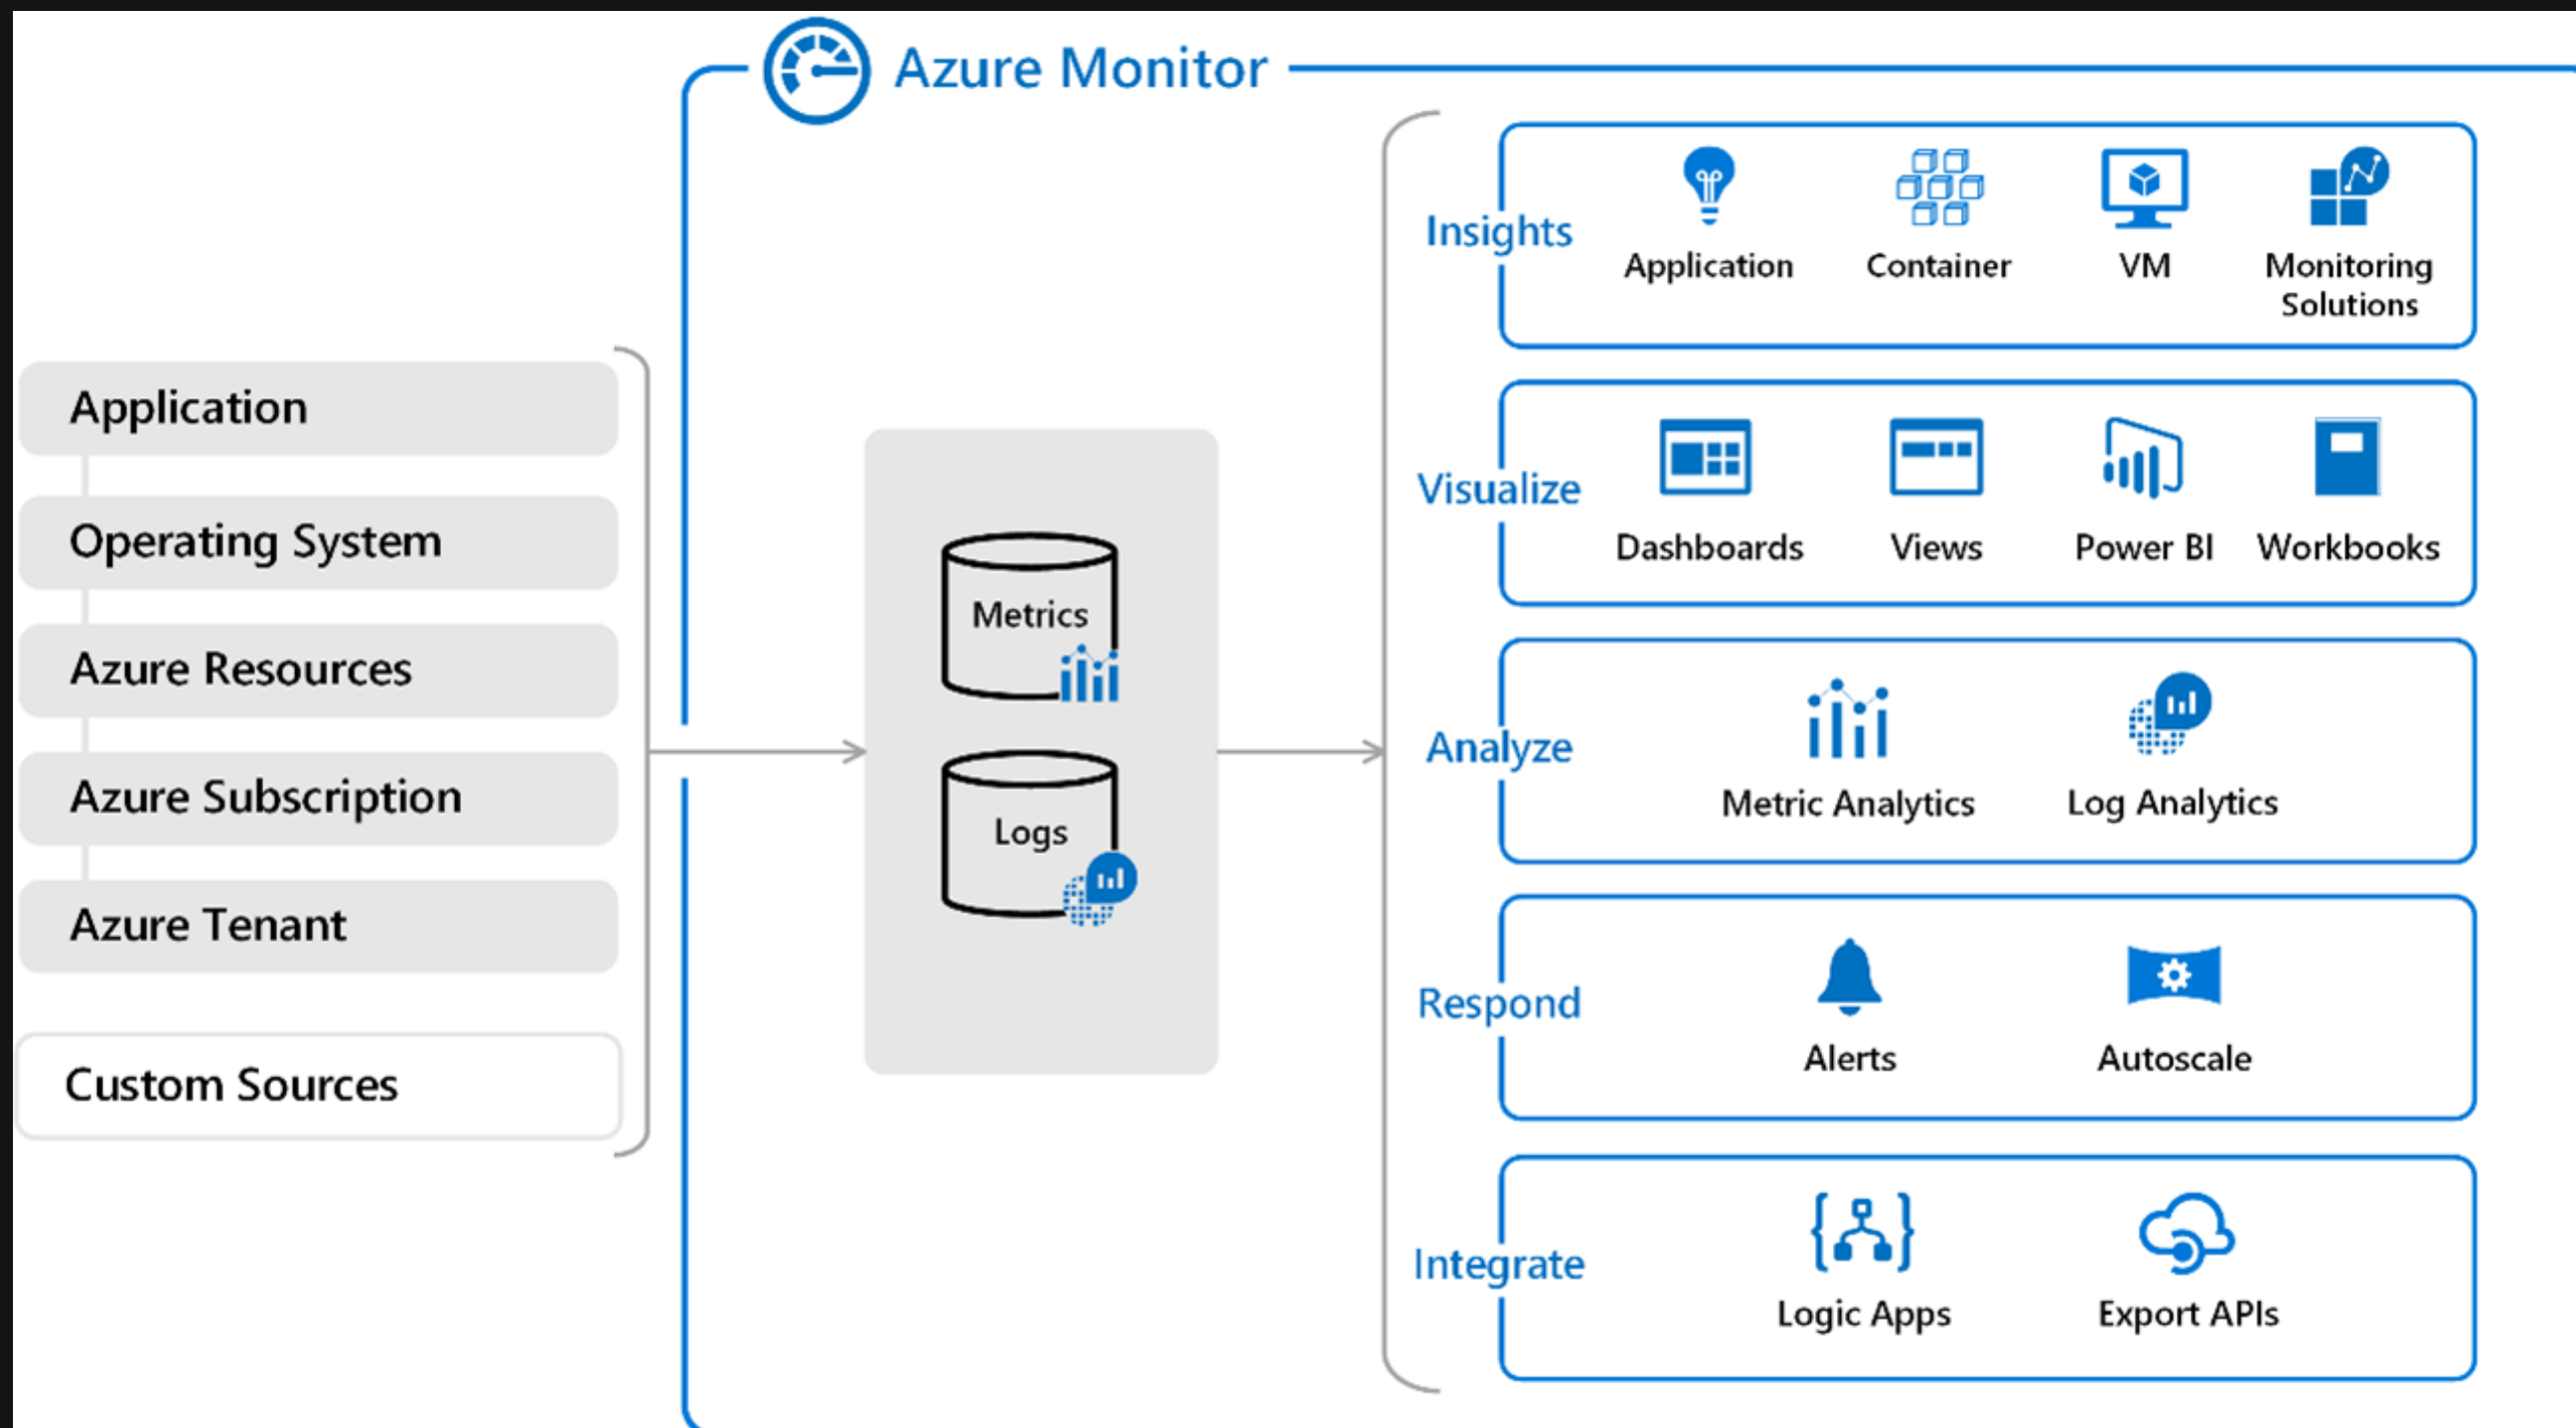 Azure Monitor
Application
Operating System
Azure Resources
Azure Subscription
Azure Tenant
Custom Sources
Metrics
Logs
Insights
Application
Container
VM
Monitoring
Solutions
Visualize
Dashboards
Views
Power BI
Workbooks
Analyze
Metric Analytics
Log Analytics
Respond
Alerts
Autoscale
Integrate
Logic Apps
Export APIs